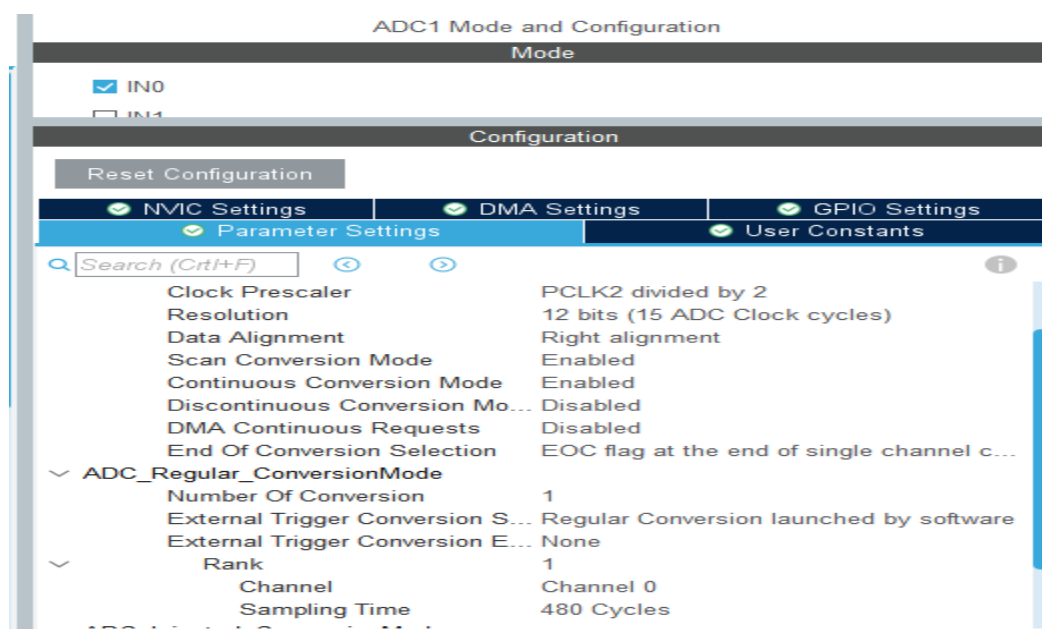 ADC1 Mode and Configuration
Mode
IN0
IN1
Configuration
Reset Configuration
NVIC Settings DMA Settings GPIO Settings
Parameter Settings User Constants
Search (Crtl+F)
Clock Prescaler PCLK2 divided by 2
Resolution 12 bits (15 ADC Clock cycles)
Data Alignment Right alignment
Scan Conversion Mode Enabled
Continuous Conversion Mode Enabled
Discontinuous Conversion Mo... Disabled
DMA Continuous Requests Disabled
End Of Conversion Selection EOC flag at the end of single channel c...
ADC_Regular_ConversionMode
Number Of Conversion 1
External Trigger Conversion S... Regular Conversion launched by software
External Trigger Conversion E... None
Rank 1
Channel Channel 0
Sampling Time 480 Cycles